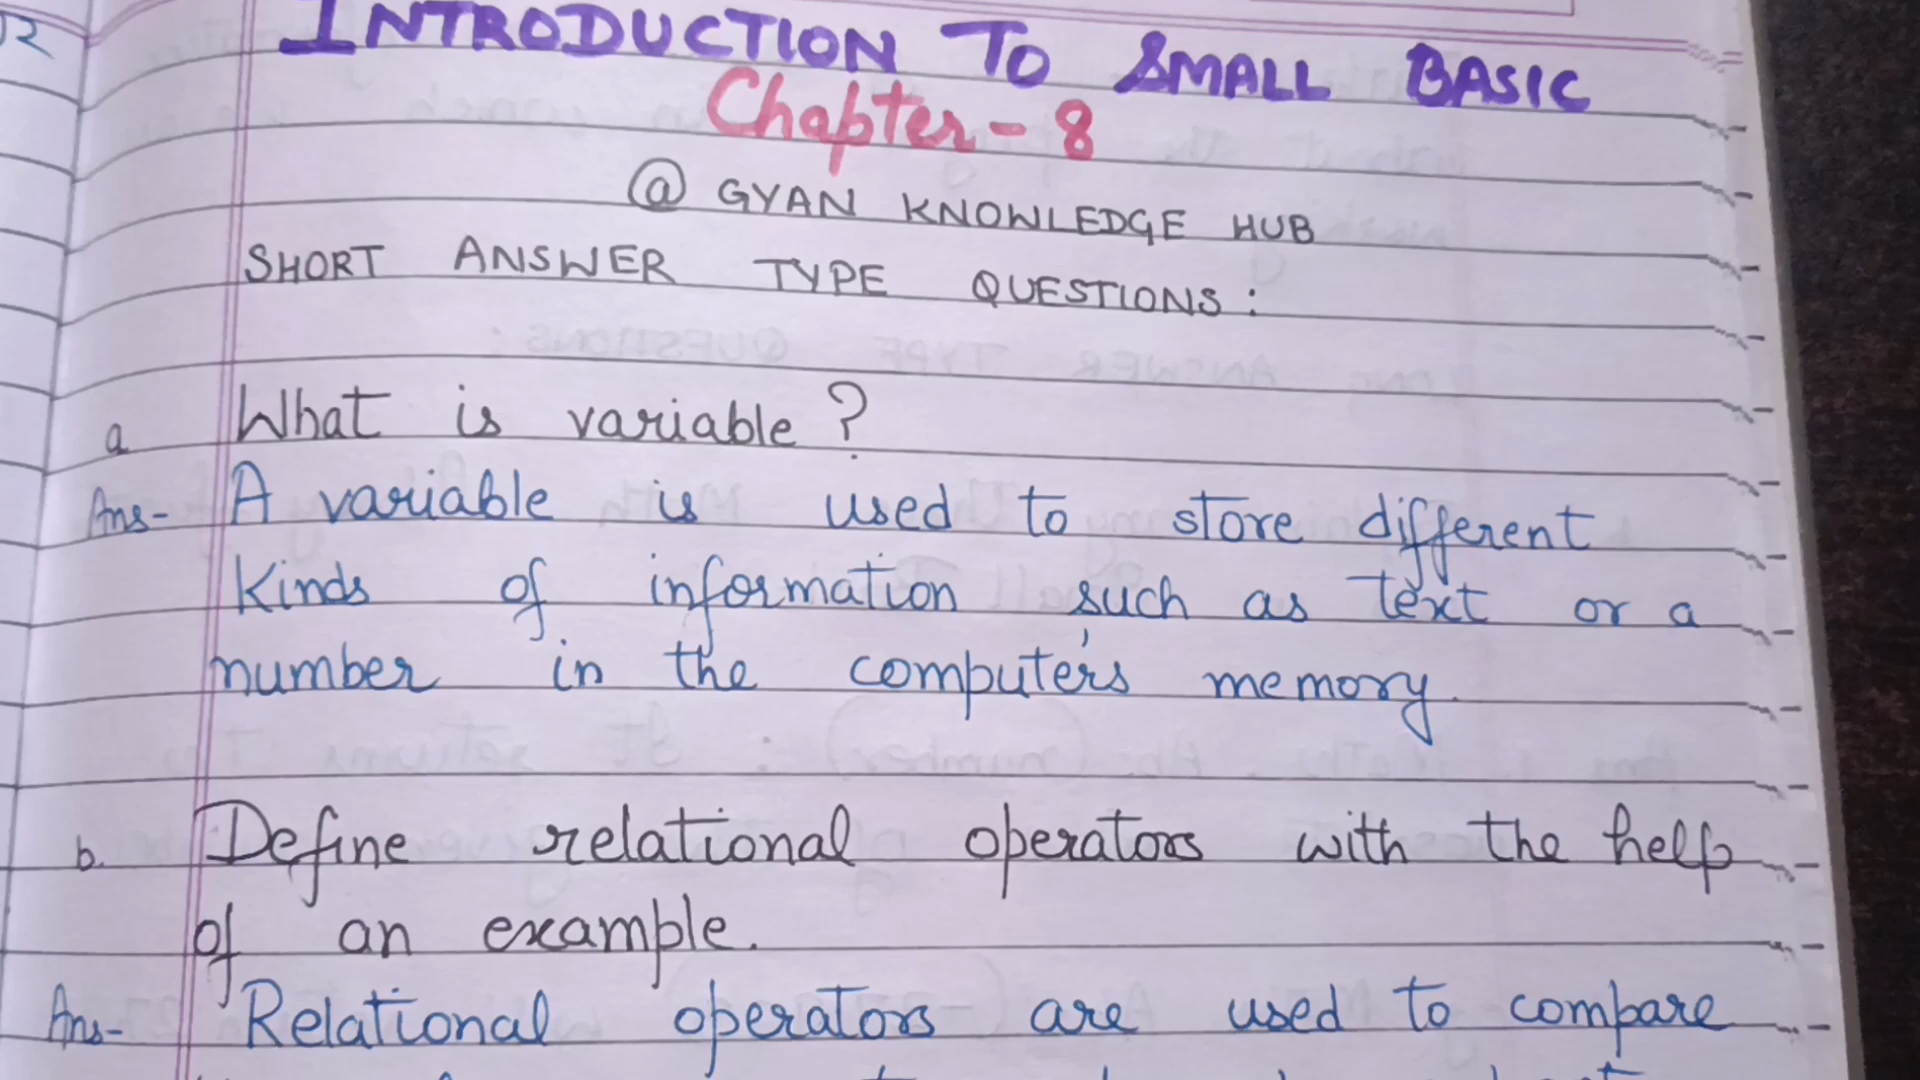 INTRODUCTION TO SMALL BASIC
Chapter-8
@ GYAN KNOWLEDGE HUB
SHORT ANSWER TYPE QUESTIONS:
a What is variable?
Ans- A variable is used to store different
Kinds of information such as text or a
number in the computer's memory.
b. Define relational operators with the help
of an example.
Ans- Relational operators are used to compare